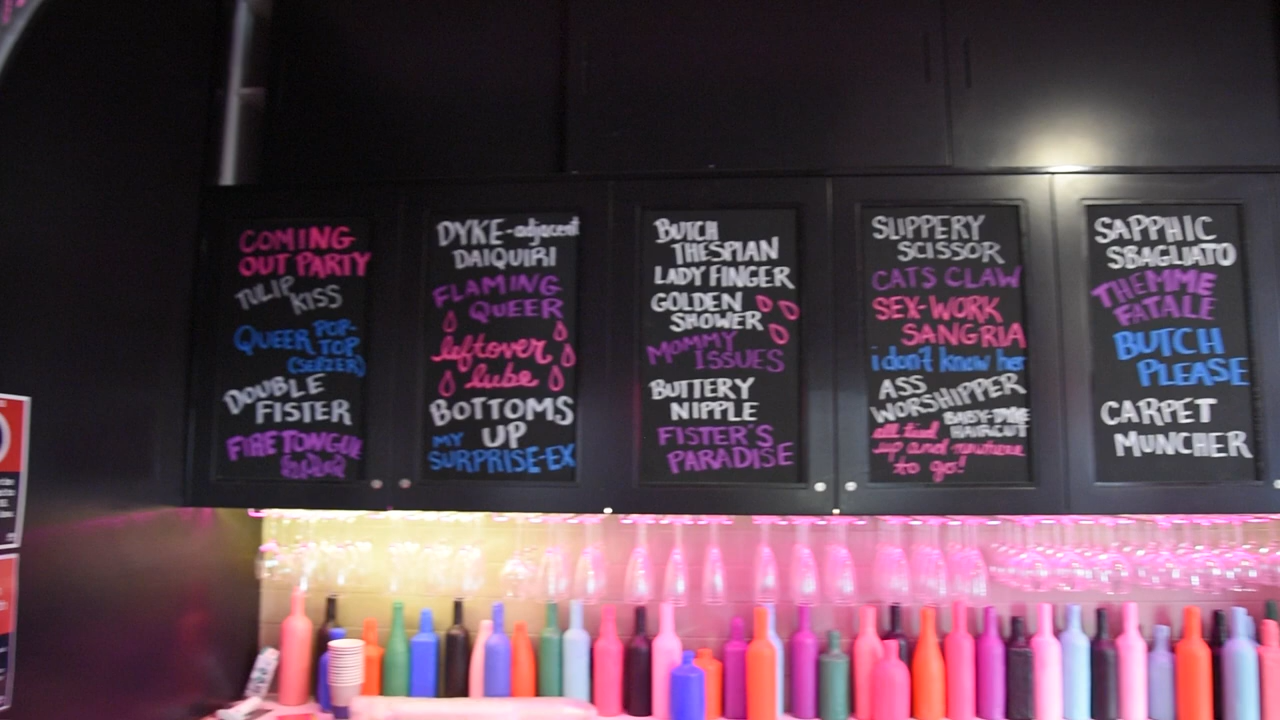 COMING
OUT PARTY
TULIP KISS
QUEER POP-
TOP
(SELTZER)
DOUBLE
FISTER
FIRE TONGUE
DYKE-adjacent
DAIQUIRI
FLAMING
QUEER
leftover
lube
BOTTOMS
UP
MY
SURPRISE-EX
BUTCH
THESPIAN
LADY FINGER
GOLDEN
SHOWER
MOMMY
ISSUES
BUTTERY
NIPPLE
FISTER'S
PARADISE
SLIPPERY
SCISSOR
CATS CLAW
SEX-WORK
SANGRIA
i don't know her
ASS
WORSHIPPER
BABY-DYKE
HAIRCUT
all tied
up and nowhere
to go!
SAPPHIC
SBAGLIATO
THEMME
FATALE
BUTCH
PLEASE
CARPET
MUNCHER